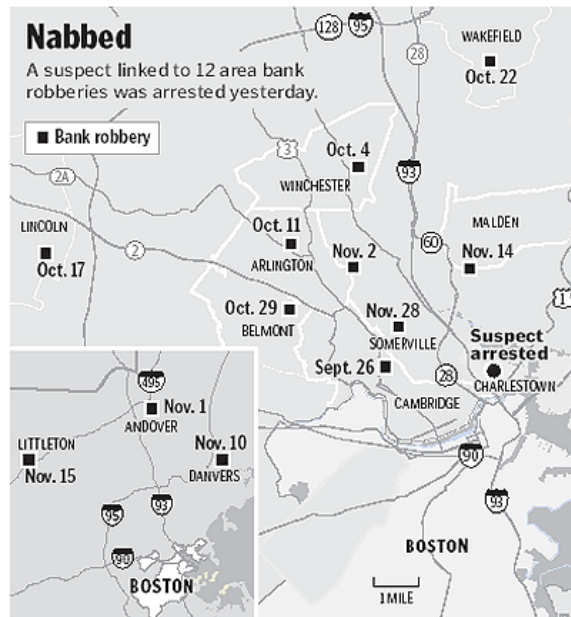 Nabbed
A suspect linked to 12 area bank
robberies was arrested yesterday.
Bank robbery
128
95
28
WAKEFIELD
Oct. 22
3
Oct. 4
WINCHESTER
93
2A
LINCOLN
Oct. 17
2
Oct. 11
ARLINGTON
Nov. 2
60
MALDEN
Nov. 14
1
Oct. 29
BELMONT
Nov. 28
SOMERVILLE
Suspect
arrested
CHARLESTOWN
Sept. 26
28
CAMBRIDGE
90
93
BOSTON
1 MILE
495
Nov. 1
ANDOVER
LITTLETON
Nov. 15
Nov. 10
DANVERS
95
93
90
BOSTON